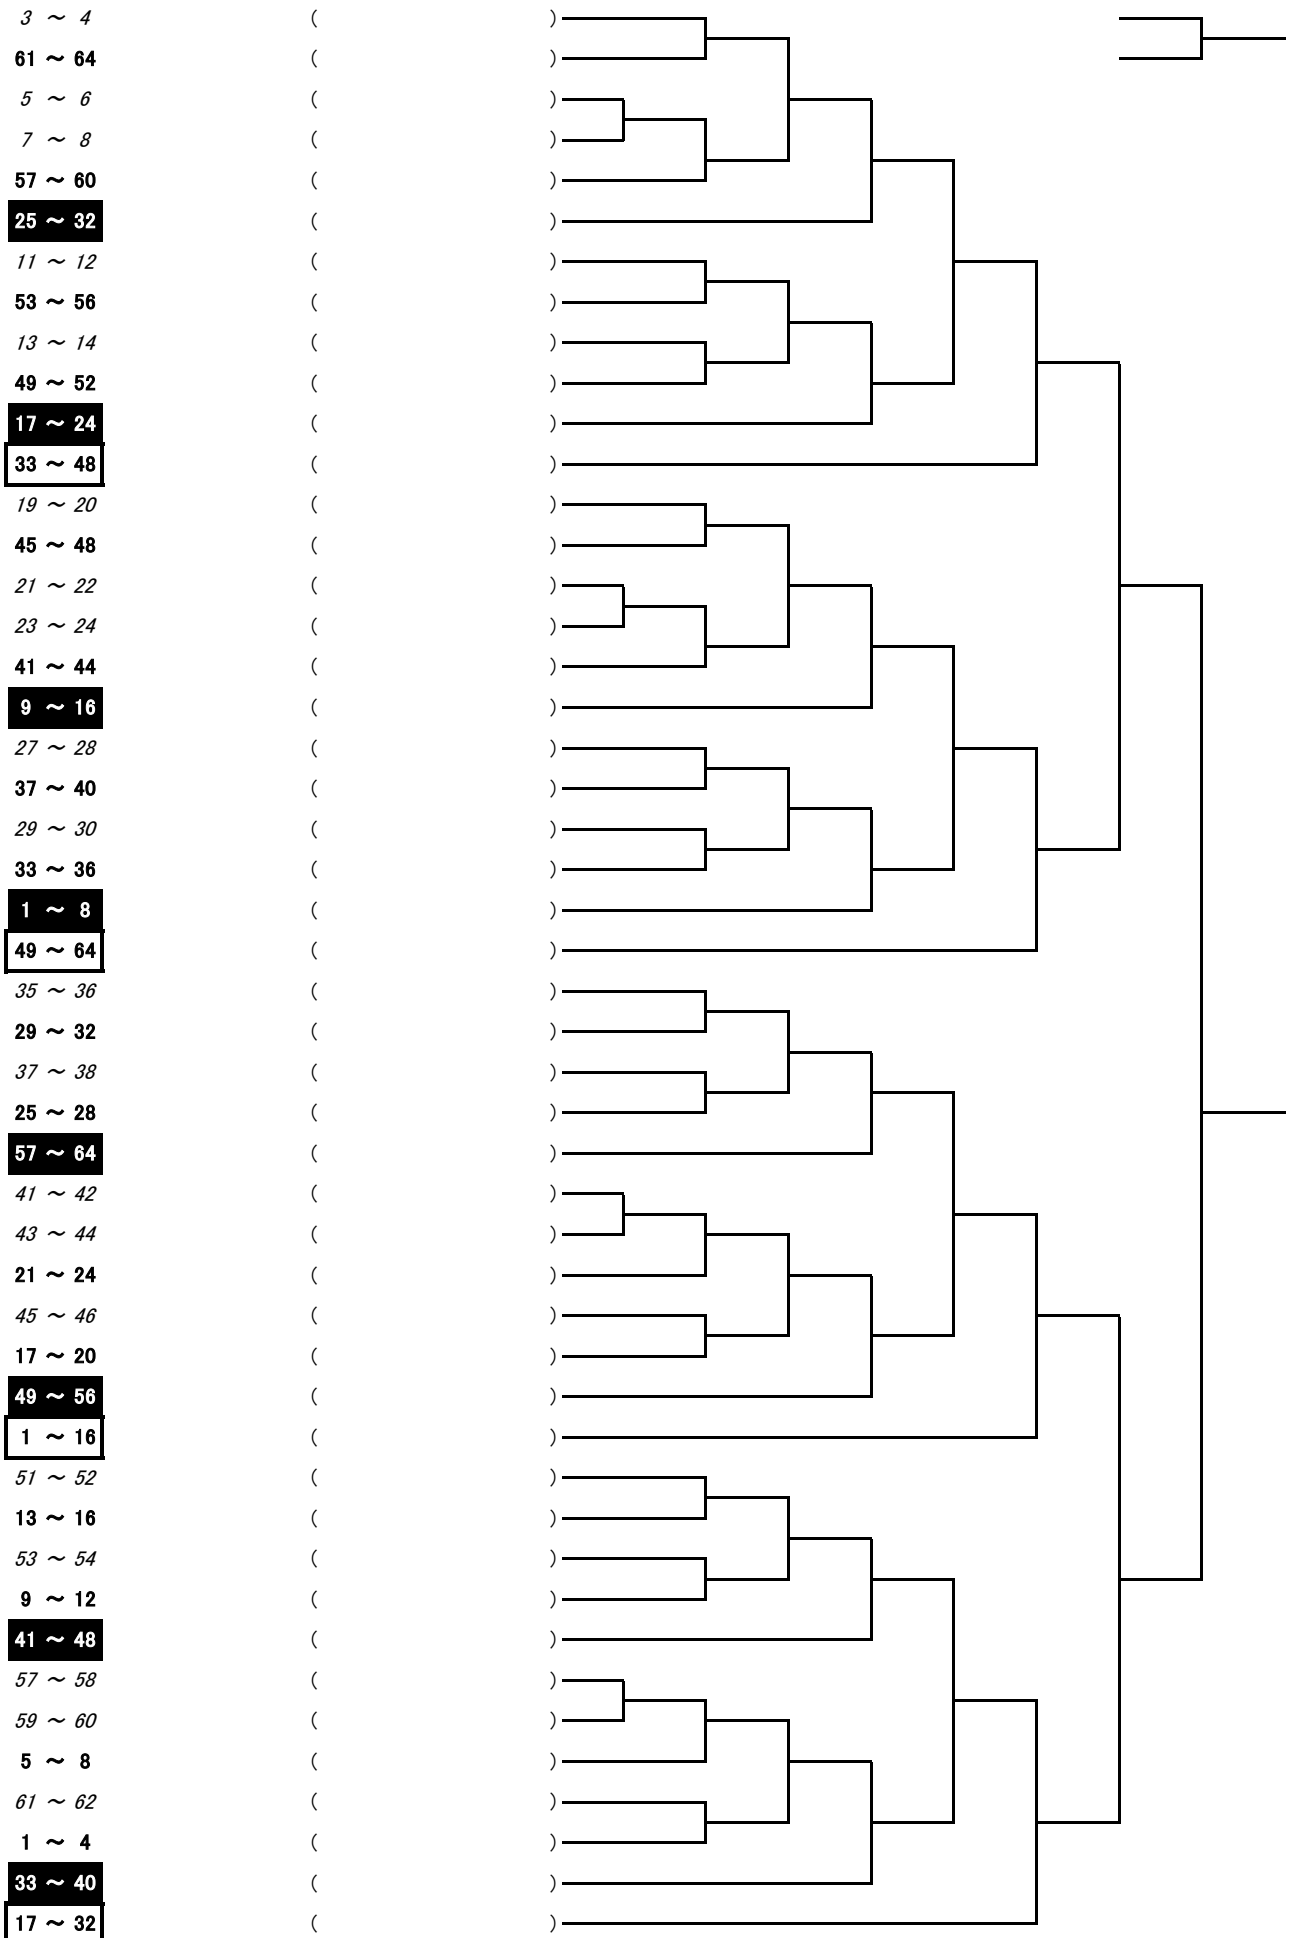 3 ～ 4 ( )
61 ～ 64 ( )
5 ～ 6 ( )
7 ～ 8 ( )
57 ～ 60 ( )
25 ～ 32 ( )
11 ～ 12 ( )
53 ～ 56 ( )
13 ～ 14 ( )
49 ～ 52 ( )
17 ～ 24 ( )
33 ～ 48 ( )
19 ～ 20 ( )
45 ～ 48 ( )
21 ～ 22 ( )
23 ～ 24 ( )
41 ～ 44 ( )
9 ～ 16 ( )
27 ～ 28 ( )
37 ～ 40 ( )
29 ～ 30 ( )
33 ～ 36 ( )
1 ～ 8 ( )
49 ～ 64 ( )
35 ～ 36 ( )
29 ～ 32 ( )
37 ～ 38 ( )
25 ～ 28 ( )
57 ～ 64 ( )
41 ～ 42 ( )
43 ～ 44 ( )
21 ～ 24 ( )
45 ～ 46 ( )
17 ～ 20 ( )
49 ～ 56 ( )
1 ～ 16 ( )
51 ～ 52 ( )
13 ～ 16 ( )
53 ～ 54 ( )
9 ～ 12 ( )
41 ～ 48 ( )
57 ～ 58 ( )
59 ～ 60 ( )
5 ～ 8 ( )
61 ～ 62 ( )
1 ～ 4 ( )
33 ～ 40 ( )
17 ～ 32 ( )